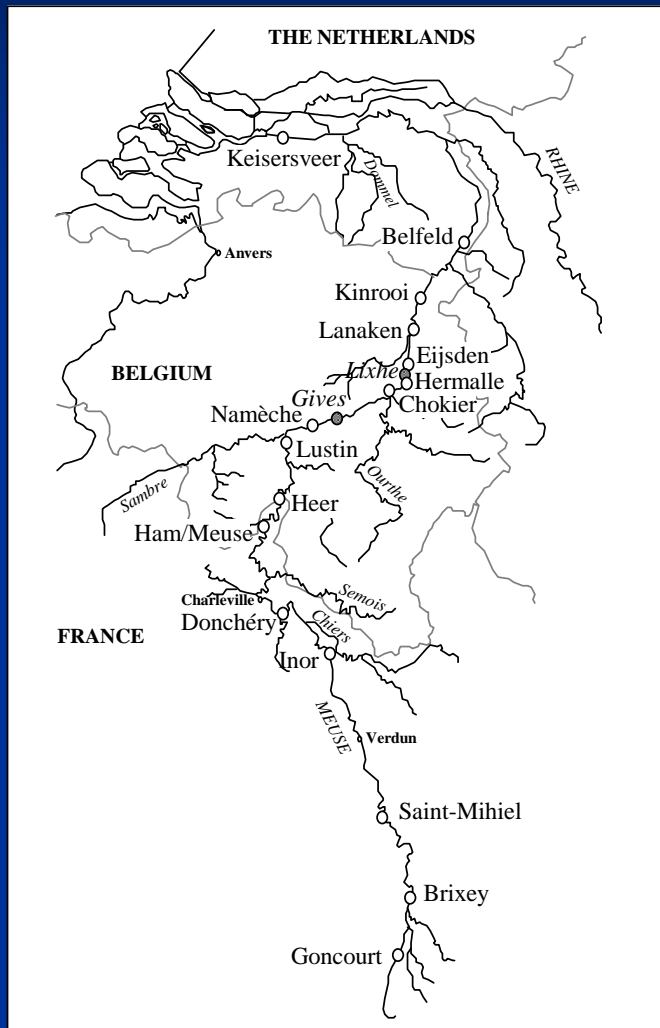 THE NETHERLANDS
Keisersveer
Dommel
RHINE
Belfeld
Anvers
Kinrooi
Lanaken
Eijsden
Lixhe
BELGIUM
Hermalle
Gives
Chokier
Namèche
Lustin
Sambre
Ourthe
Heer
Ham/Meuse
Semois
Charleville
Donchéry
Chiers
FRANCE
Inor
MEUSE
Verdun
Saint-Mihiel
Brixey
Goncourt